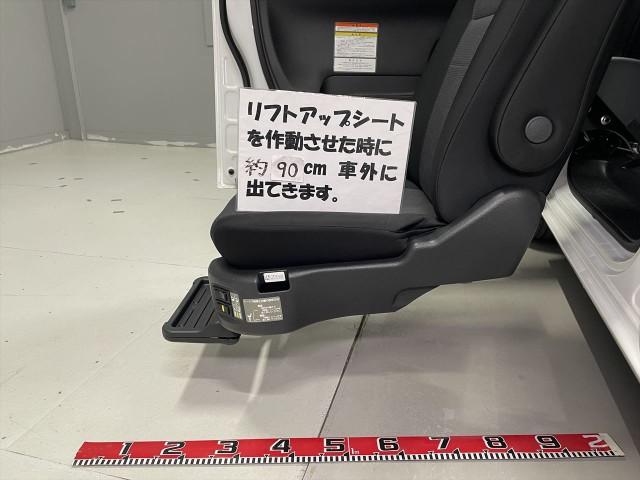 リフトアップシート
を作動させた時に
約90cm 車外に
出てきます。
1 2 3 4 5 1m 6 7 8 9 2